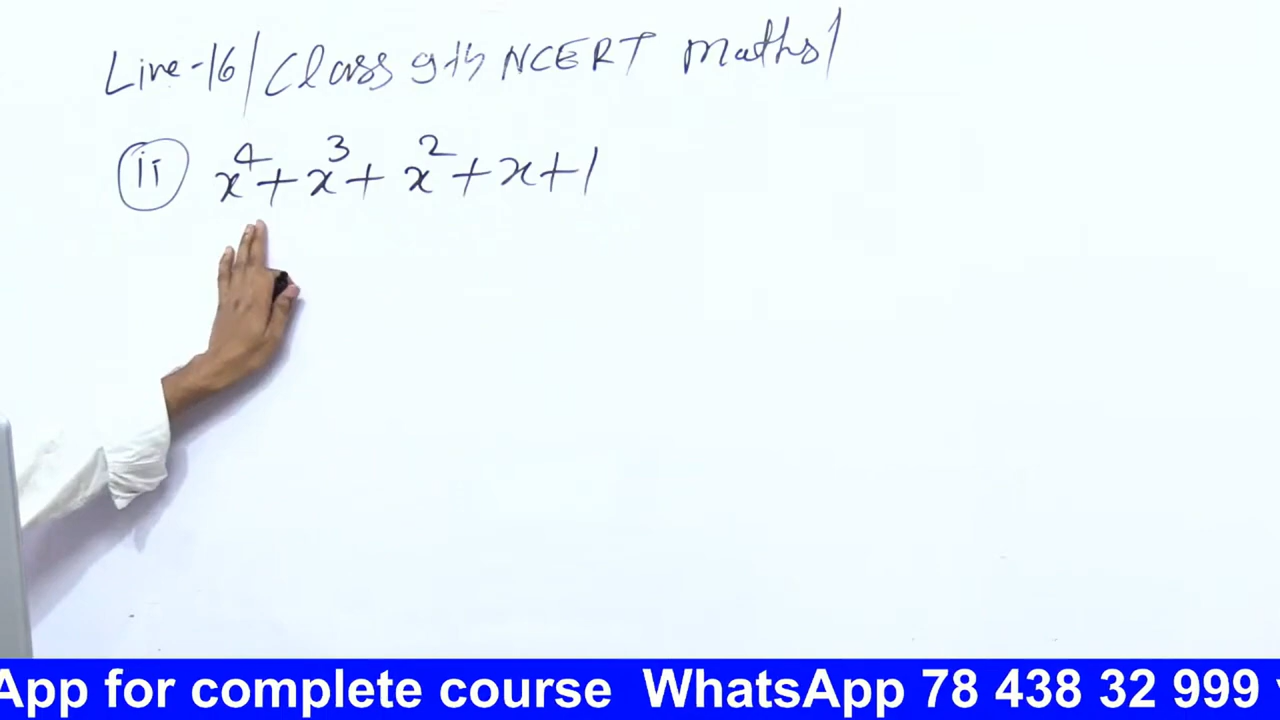 Live-16/Class 9th NCERT Maths/
(ii) x⁴+x³+x²+x+1
App for complete course WhatsApp 78 438 32 999